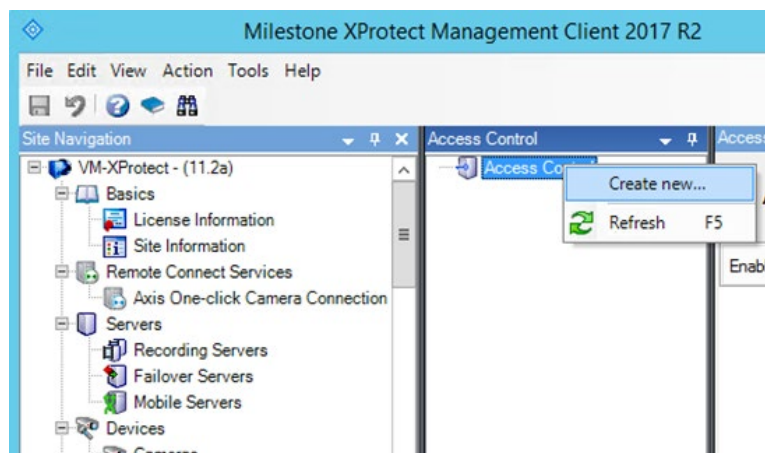 Milestone XProtect Management Client 2017 R2
File Edit View Action Tools Help
Site Navigation
VM-XProtect - (11.2a)
Basics
License Information
Site Information
Remote Connect Services
Axis One-click Camera Connection
Servers
Recording Servers
Failover Servers
Mobile Servers
Devices
Access Control
Access
Create new...
Refresh F5